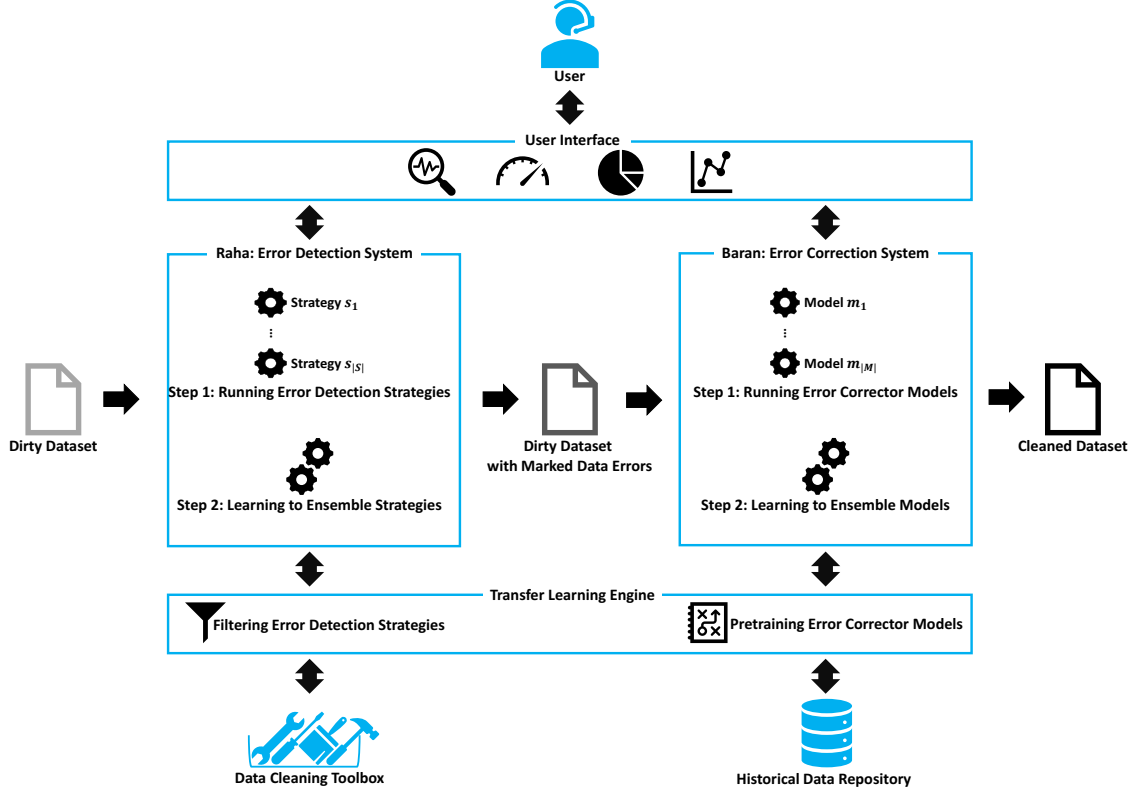 User
User Interface
Raha: Error Detection System
Baran: Error Correction System
Strategy s₁
⋮
Strategy s|S|
Step 1: Running Error Detection Strategies
Step 2: Learning to Ensemble Strategies
Model m₁
⋮
Model m|M|
Step 1: Running Error Corrector Models
Step 2: Learning to Ensemble Models
Dirty Dataset
Dirty Dataset
with Marked Data Errors
Cleaned Dataset
Transfer Learning Engine
Filtering Error Detection Strategies
Pretraining Error Corrector Models
Data Cleaning Toolbox
Historical Data Repository